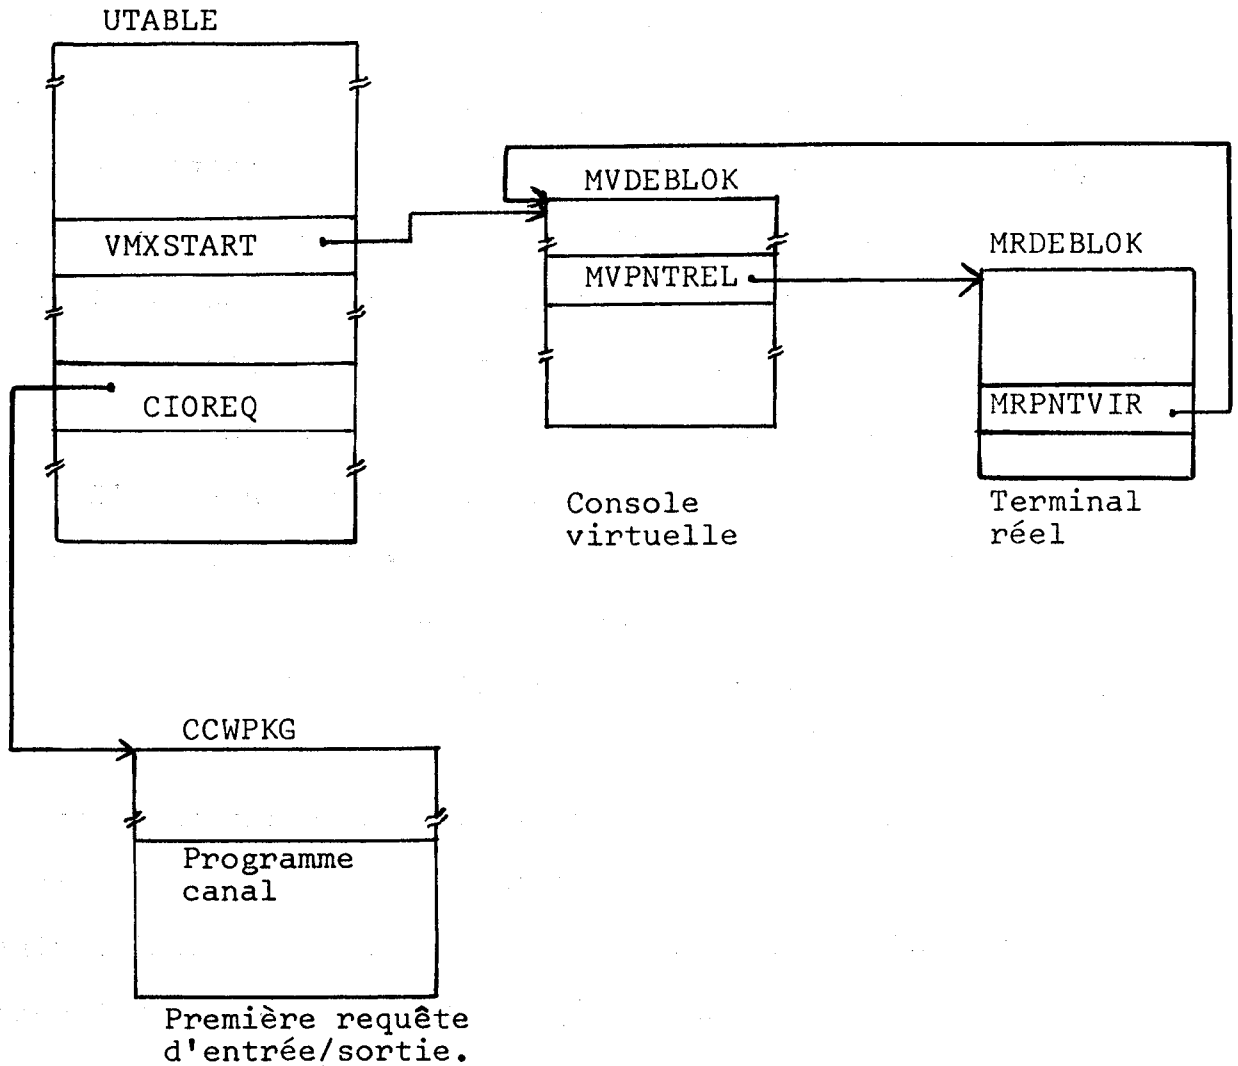 UTABLE
MVDEBLOK
VMXSTART
MRDEBLOK
MVPNTREL
CIOREQ
MRPNTVIR
Console
virtuelle
Terminal
réel
CCWPKG
Programme
canal
Première requête
d'entrée/sortie.